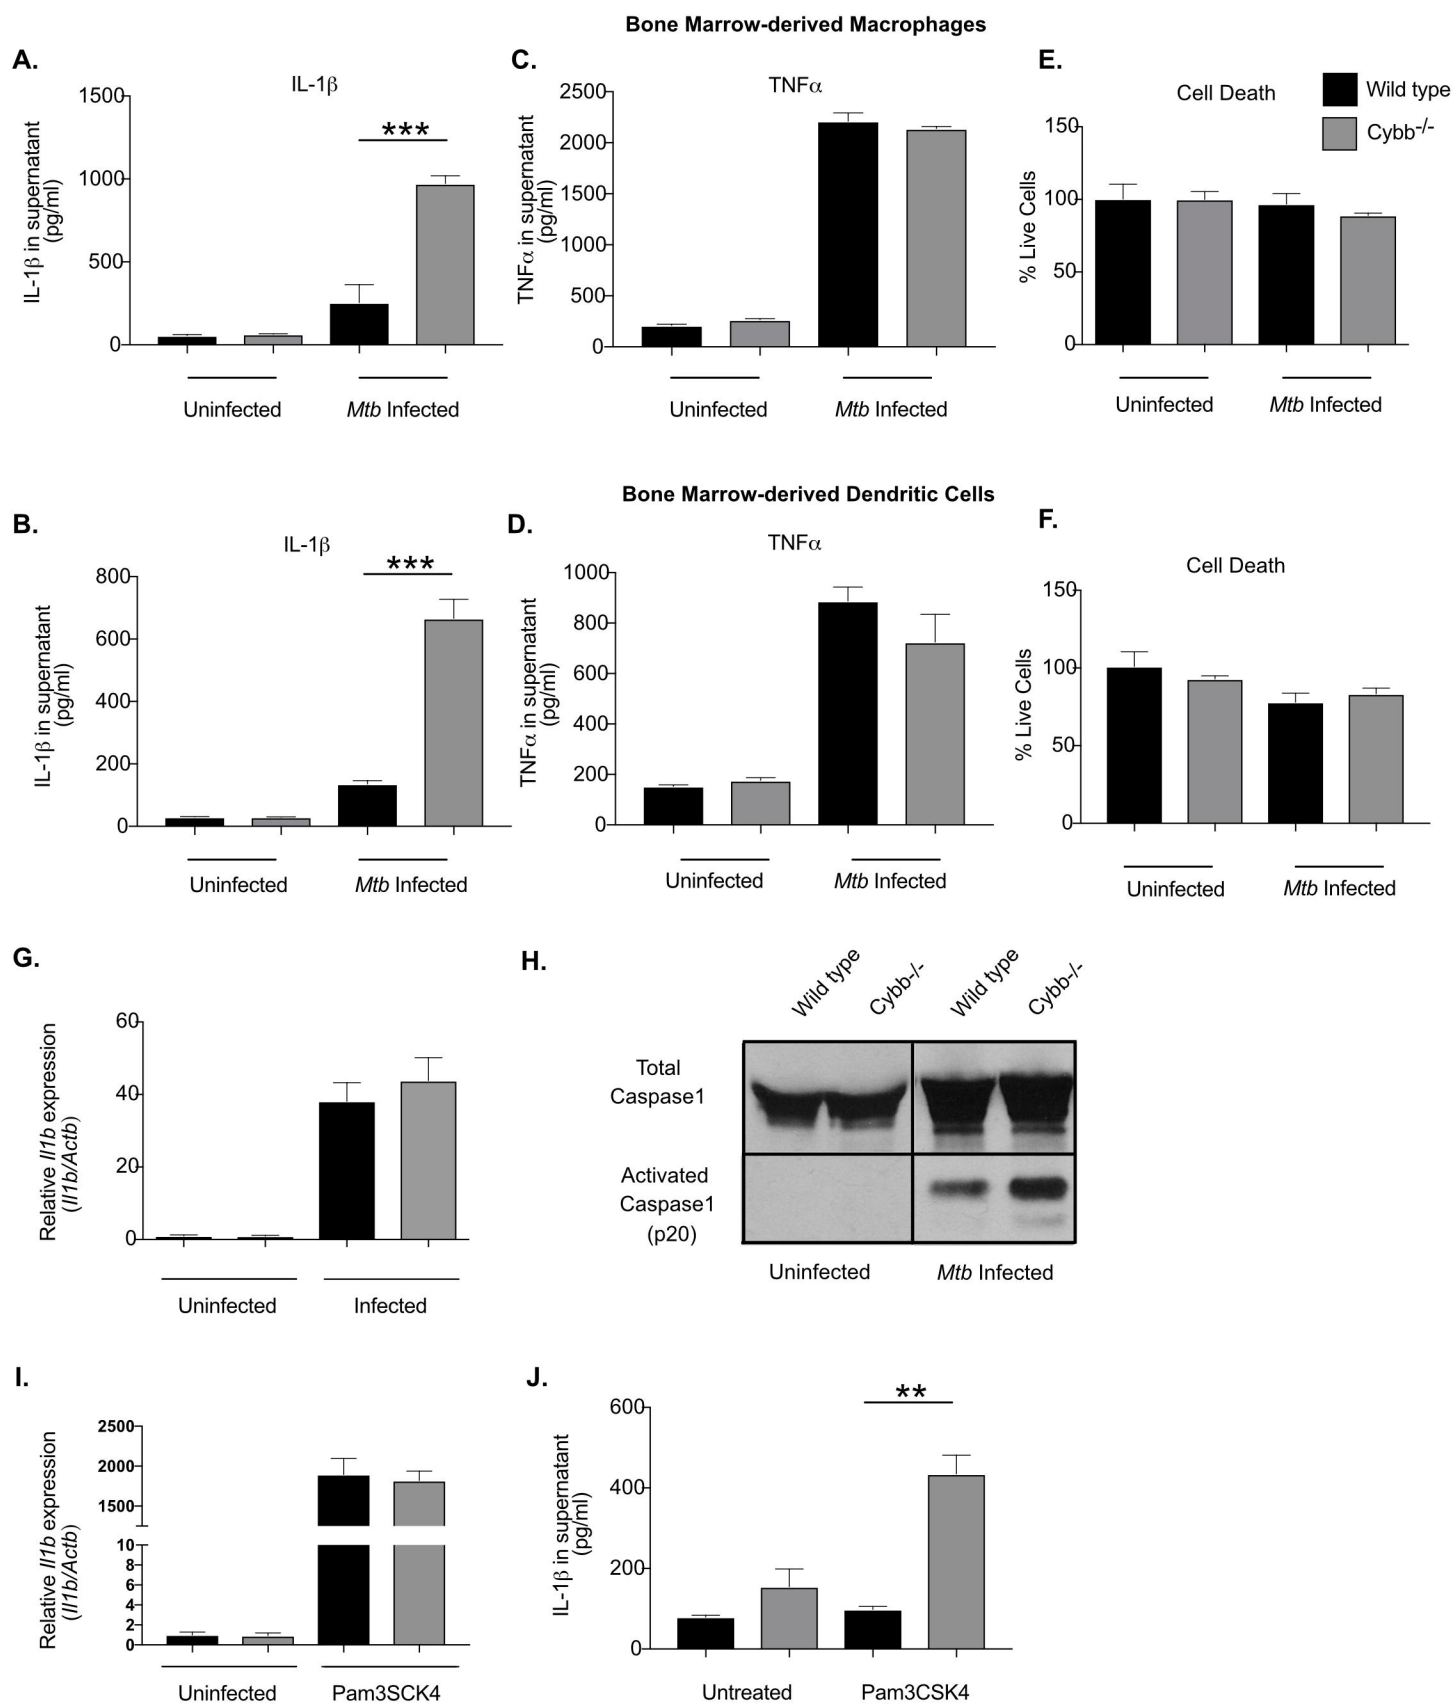 Bone Marrow-derived Macrophages
A.
IL-1β
IL-1β in supernatant
(pg/ml)
1500
1000
500
0
***
Uninfected
Mtb Infected
C.
TNFα
TNFα in supernatant
(pg/ml)
2500
2000
1500
1000
500
0
Uninfected
Mtb Infected
E.
Cell Death
Wild type
Cybb-/-
% Live Cells
150
100
50
0
Uninfected
Mtb Infected
Bone Marrow-derived Dendritic Cells
B.
IL-1β
IL-1β in supernatant
(pg/ml)
800
600
400
200
0
***
Uninfected
Mtb Infected
D.
TNFα
TNFα in supernatant
(pg/ml)
1000
800
600
400
200
0
Uninfected
Mtb Infected
F.
Cell Death
% Live Cells
150
100
50
0
Uninfected
Mtb Infected
G.
Relative Il1b expression
(Il1b/Actb)
60
40
20
0
Uninfected
Infected
H.
Wild type
Cybb-/-
Wild type
Cybb-/-
Total
Caspase1
Activated
Caspase1
(p20)
Uninfected
Mtb Infected
I.
Relative Il1b expression
(Il1b/Actb)
2500
2000
1500
10
8
6
4
2
0
Uninfected
Pam3SCK4
J.
IL-1β in supernatant
(pg/ml)
600
400
200
0
**
Untreated
Pam3CSK4